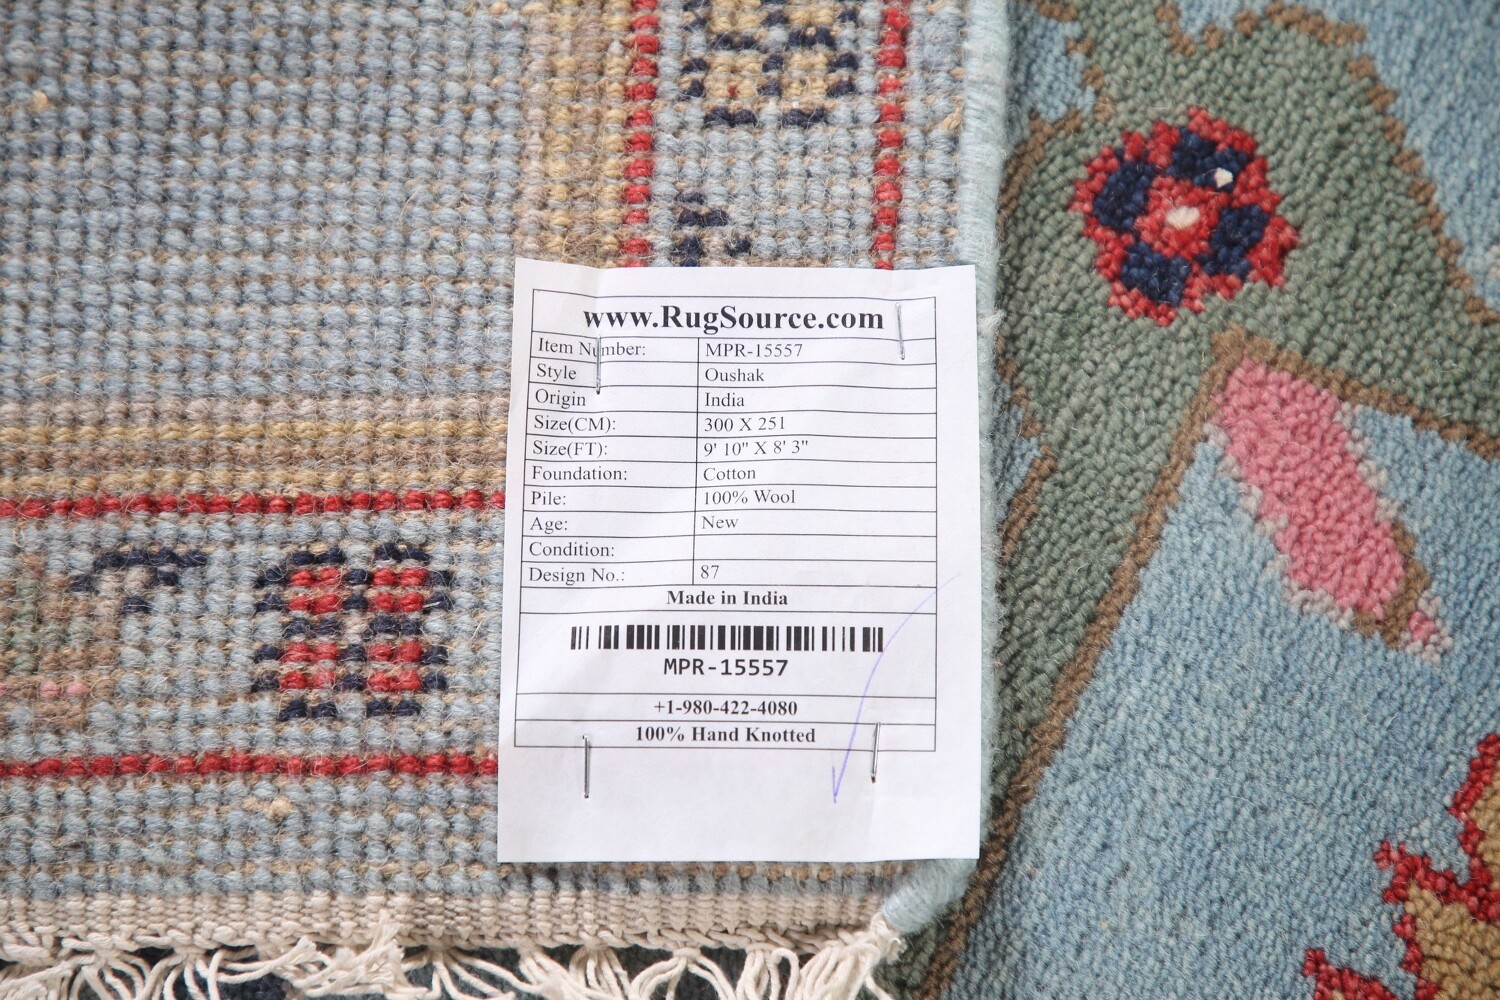 www.RugSource.com
Item Number: MPR-15557
Style Oushak
Origin India
Size(CM): 300 X 251
Size(FT): 9' 10" X 8' 3"
Foundation: Cotton
Pile: 100% Wool
Age: New
Condition:
Design No.: 87
Made in India
MPR-15557
+1-980-422-4080
100% Hand Knotted